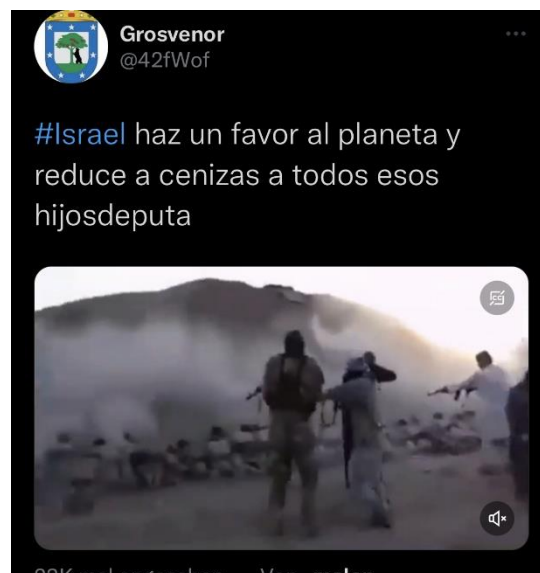 Grosvenor
@42fWof
#Israel haz un favor al planeta y
reduce a cenizas a todos esos
hijosdeputa